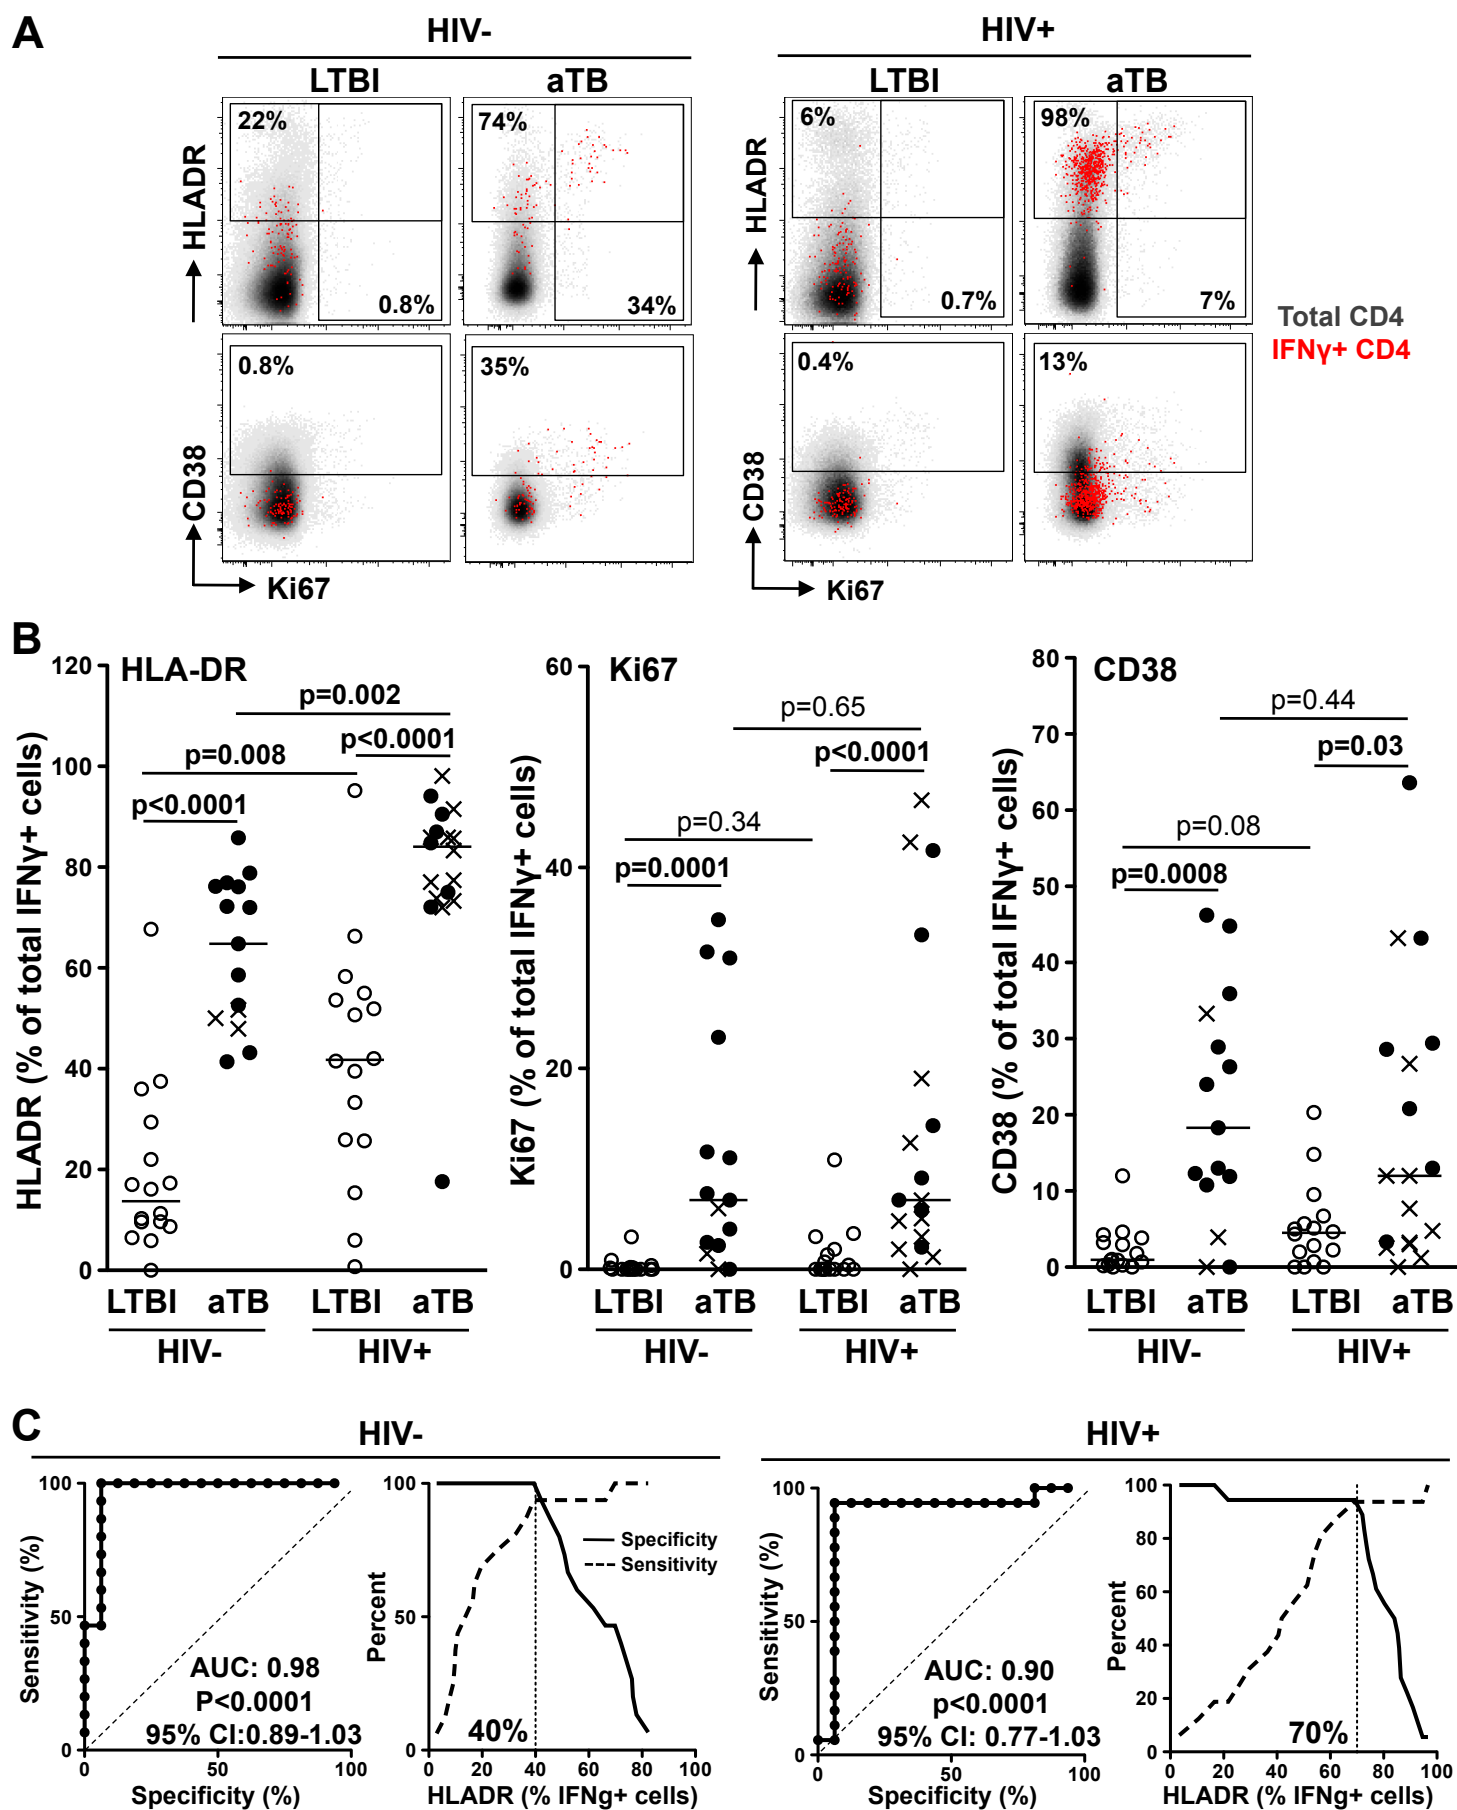 A
HIV-
HIV+
LTBI
aTB
LTBI
aTB
HLADR
22%
0.8%
74%
34%
HLADR
6%
0.7%
98%
7%
Total CD4
IFNγ+ CD4
CD38
0.8%
35%
CD38
0.4%
13%
Ki67
Ki67
B
HLA-DR
HLADR (% of total IFNγ+ cells)
120
100
80
60
40
20
0
p=0.002
p<0.0001
p=0.008
p<0.0001
LTBI
aTB
LTBI
aTB
HIV-
HIV+
Ki67
Ki67 (% of total IFNγ+ cells)
60
40
20
0
p=0.65
p<0.0001
p=0.34
p=0.0001
LTBI
aTB
LTBI
aTB
HIV-
HIV+
CD38
CD38 (% of total IFNγ+ cells)
80
70
60
50
40
30
20
10
0
p=0.44
p=0.03
p=0.08
p=0.0008
LTBI
aTB
LTBI
aTB
HIV-
HIV+
C
HIV-
Sensitivity (%)
100
50
0
AUC: 0.98
P<0.0001
95% CI:0.89-1.03
0
50
100
Specificity (%)
Percent
100
50
0
Specificity
Sensitivity
40%
0
20
40
60
80
100
HLADR (% IFNg+ cells)
HIV+
Sensitivity (%)
100
50
0
AUC: 0.90
p<0.0001
95% CI: 0.77-1.03
0
50
100
Specificity (%)
Percent
100
80
60
40
20
0
70%
0
20
40
60
80
100
HLADR (% IFNg+ cells)